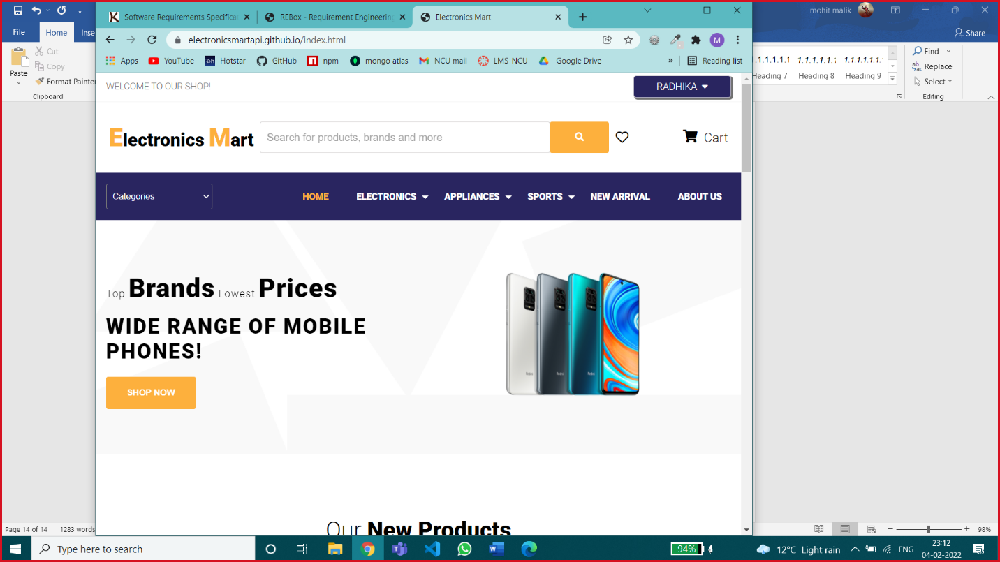 Software Requirements Specificat
REBox - Requirement Engineering
Electronics Mart
mohit malik
File
Home
Inse
Share
electronicsmartapi.github.io/index.html
M
Apps
YouTube
Hotstar
GitHub
npm
mongo atlas
NCU mail
LMS-NCU
Google Drive
»
Reading list
Cut
Copy
Paste
Format Painter
Clipboard
1.1.1.1.1.1
1.1.1.1.1.1
1.1.1.1.1.1.
Heading 7
Heading 8
Heading 9
Find
Replace
Select
Editing
WELCOME TO OUR SHOP!
RADHIKA
Electronics Mart
Search for products, brands and more
Cart
Categories
HOME
ELECTRONICS
APPLIANCES
SPORTS
NEW ARRIVAL
ABOUT US
Top Brands Lowest Prices
WIDE RANGE OF MOBILE
PHONES!
SHOP NOW
Our New Products
Page 14 of 14
1283 words
98%
Type here to search
94%
12°C Light rain
ENG
23:12
04-02-2022